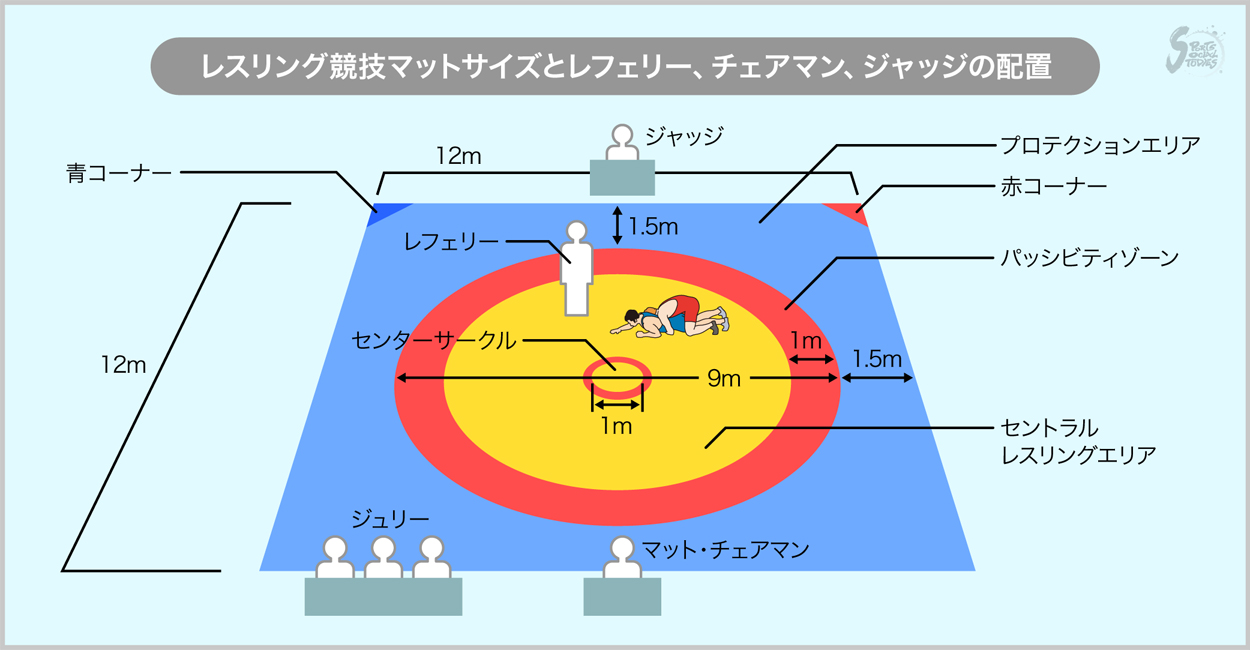 レスリング競技マットサイズとレフェリー、チェアマン、ジャッジの配置
SPORTS
SOCIAL
STUDIES
ジャッジ
12m
プロテクションエリア
青コーナー
赤コーナー
1.5m
レフェリー
パッシビティゾーン
センターサークル
1m
1.5m
12m
9m
1m
セントラル
レスリングエリア
ジュリー
マット・チェアマン